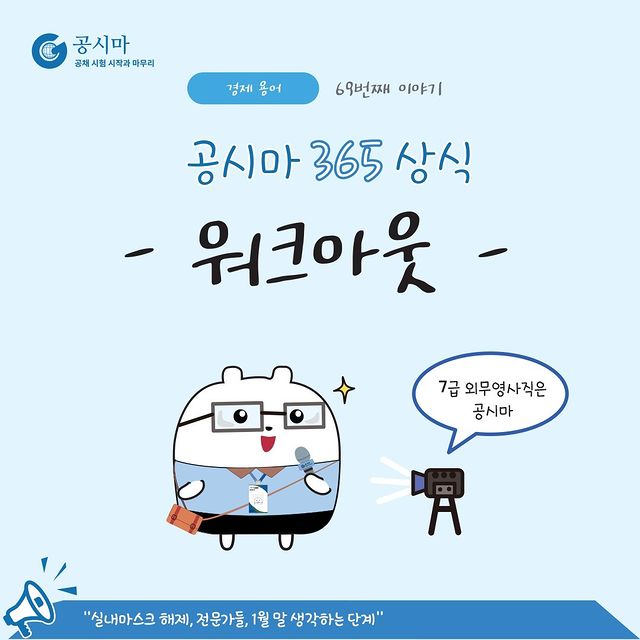 공시마
공채 시험 시작과 마무리
경제 용어 69번째 이야기
공시마 365 상식
- 워크아웃 -
7급 외무영사직은
공시마
"실내마스크 해제, 전문가들, 1월 말 생각하는 단계"